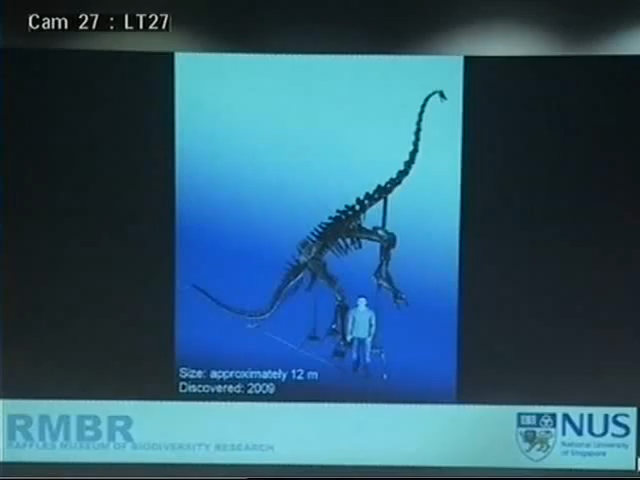 Cam 27 : LT27
Size: approximately 12 m
Discovered: 2009
RMBR
RAFFLES MUSEUM OF BIODIVERSITY RESEARCH
NUS
National University
of Singapore